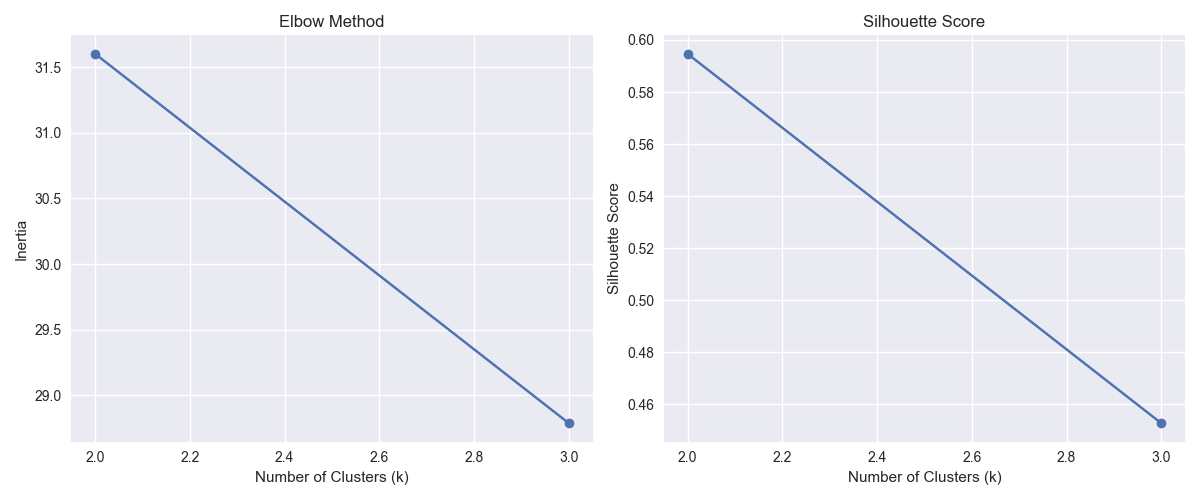 Elbow Method
Inertia
31.5
31.0
30.5
30.0
29.5
29.0
2.0 2.2 2.4 2.6 2.8 3.0
Number of Clusters (k)
Silhouette Score
Silhouette Score
0.60
0.58
0.56
0.54
0.52
0.50
0.48
0.46
2.0 2.2 2.4 2.6 2.8 3.0
Number of Clusters (k)